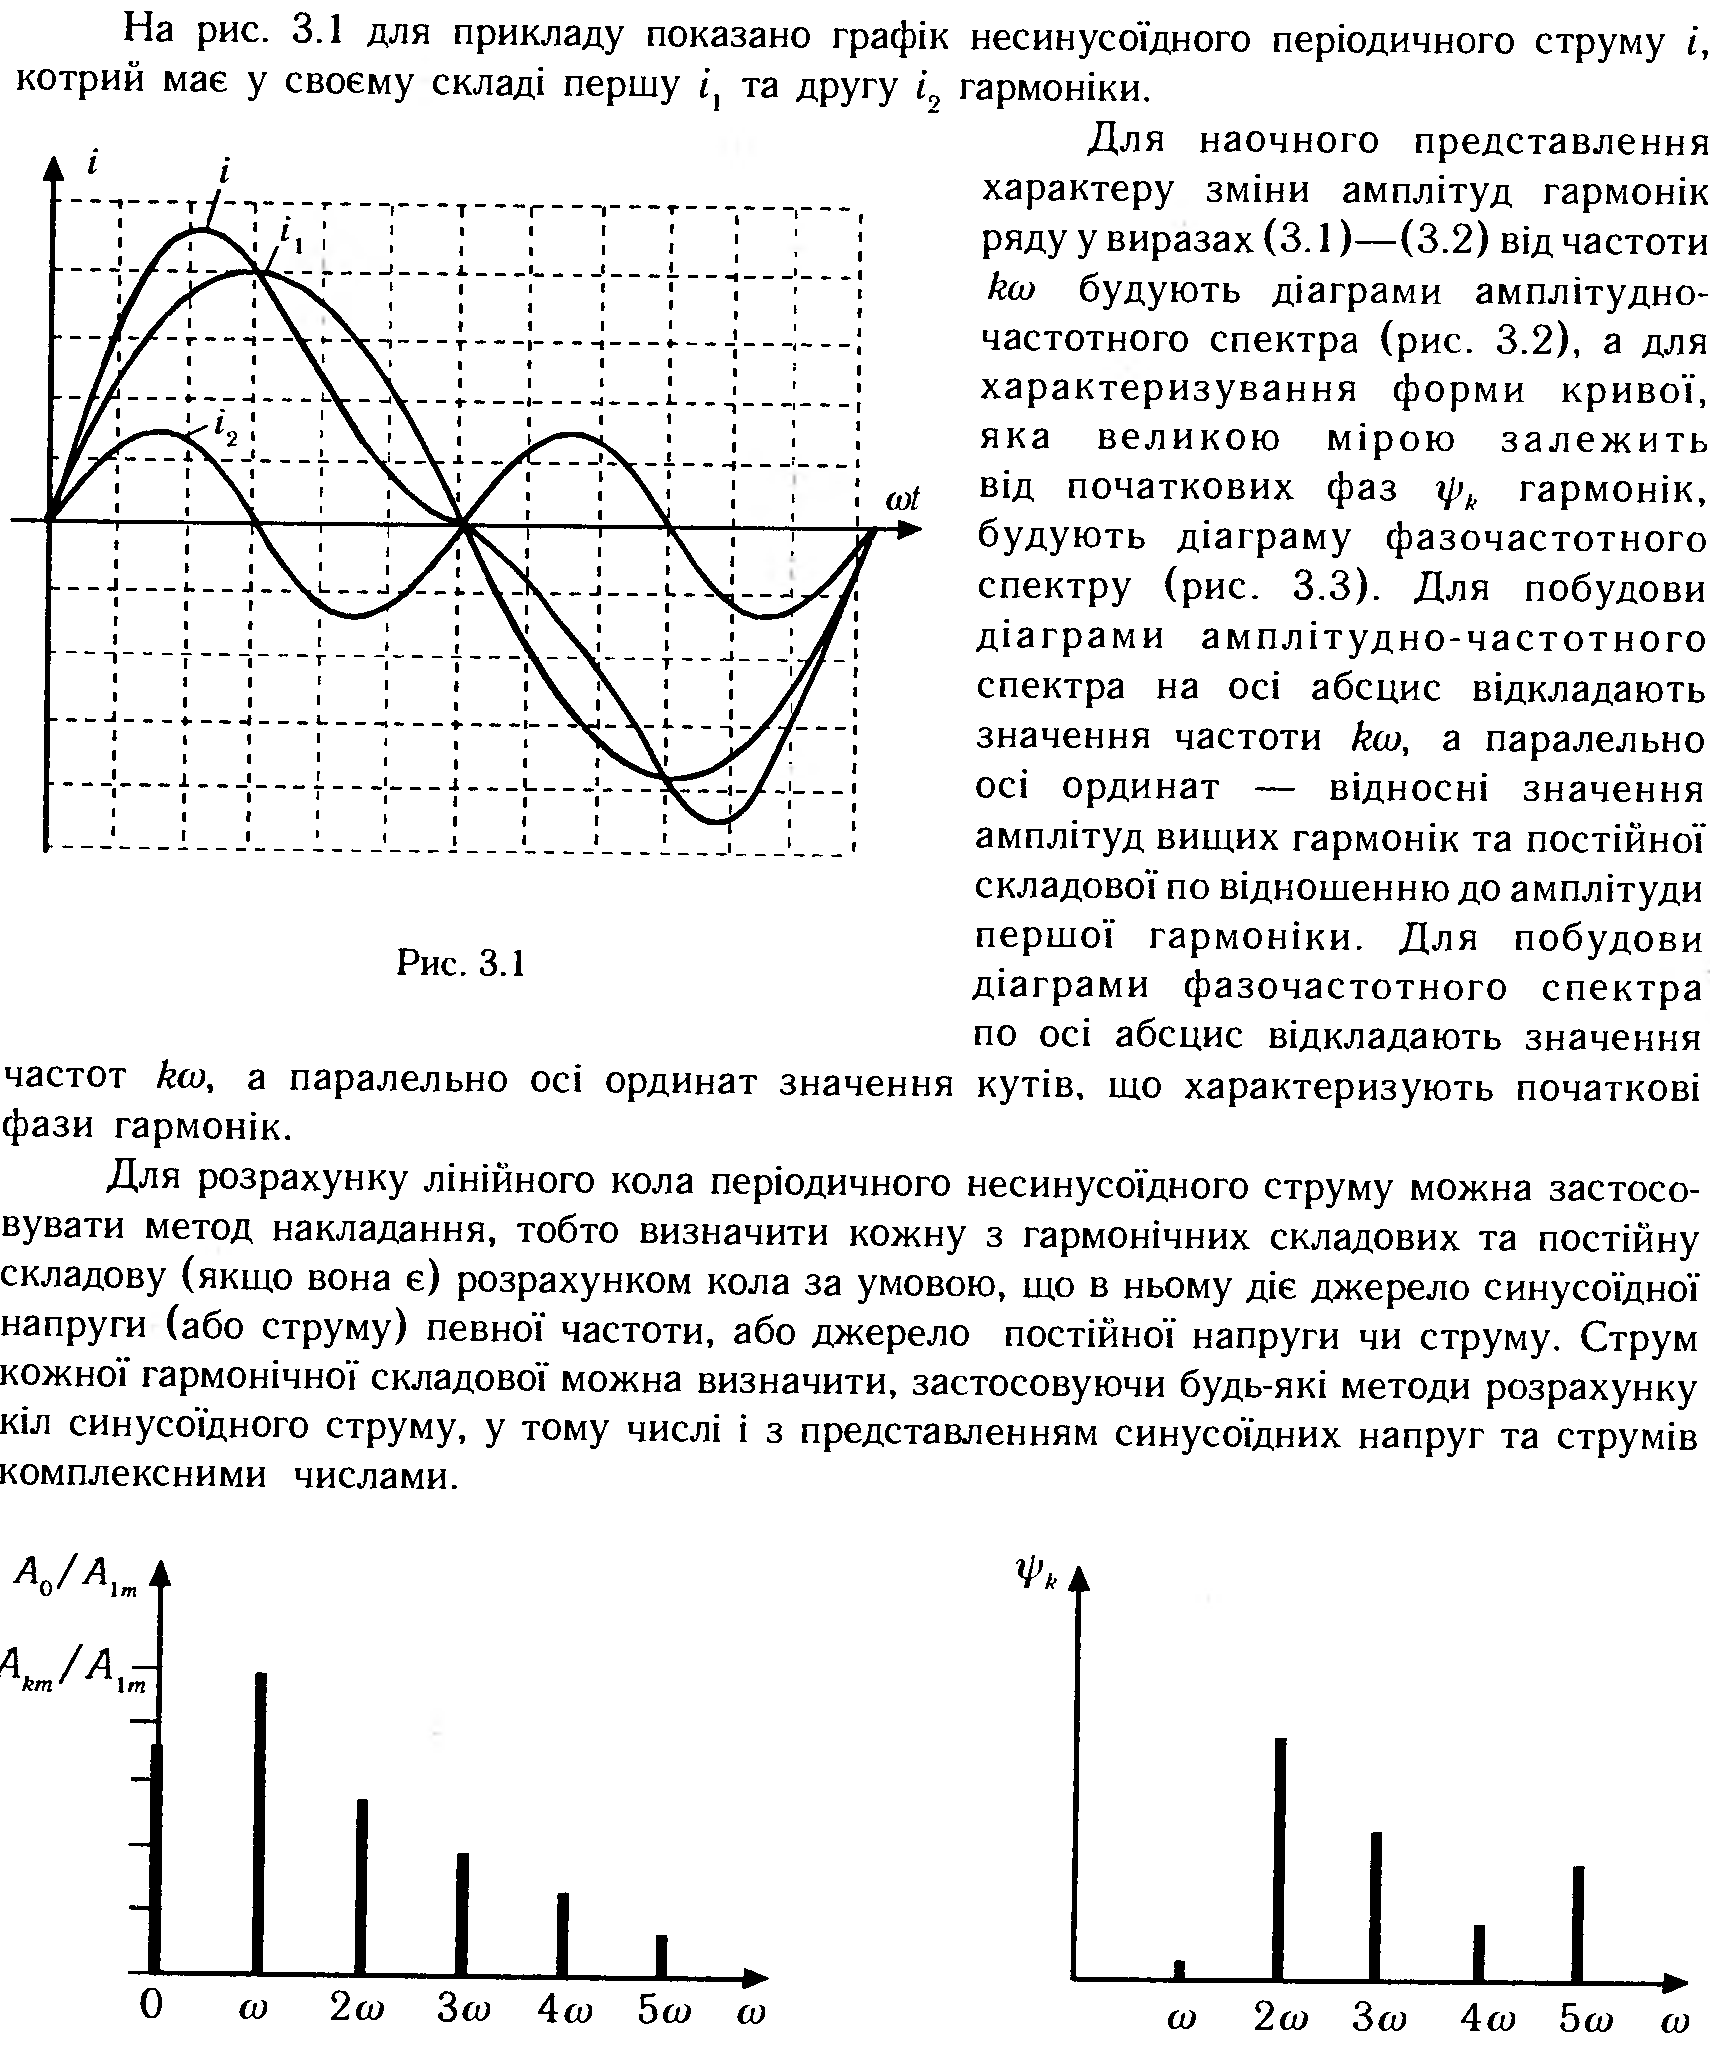 На рис. 3.1 для прикладу показано графік несинусоїдного періодичного струму i,
котрий має у своєму складі першу i₁ та другу i₂ гармоніки.
i
i
i₁
i₂
ωt
Рис. 3.1
Для наочного представлення
характеру зміни амплітуд гармонік
ряду у виразах (3.1)—(3.2) від частоти
kω будують діаграми амплітудно-
частотного спектра (рис. 3.2), а для
характеризування форми кривої,
яка великою мірою залежить
від початкових фаз ψₖ гармонік,
будують діаграму фазочастотного
спектру (рис. 3.3). Для побудови
діаграми амплітудно-частотного
спектра на осі абсцис відкладають
значення частоти kω, а паралельно
осі ординат — відносні значення
амплітуд вищих гармонік та постійної
складової по відношенню до амплітуди
першої гармоніки. Для побудови
діаграми фазочастотного спектра
по осі абсцис відкладають значення
частот kω, а паралельно осі ординат значення кутів, що характеризують початкові
фази гармонік.
Для розрахунку лінійного кола періодичного несинусоїдного струму можна застосо-
вувати метод накладання, тобто визначити кожну з гармонічних складових та постійну
складову (якщо вона є) розрахунком кола за умовою, що в ньому діє джерело синусоїдної
напруги (або струму) певної частоти, або джерело постійної напруги чи струму. Струм
кожної гармонічної складової можна визначити, застосовуючи будь-які методи розрахунку
кіл синусоїдного струму, у тому числі і з представленням синусоїдних напруг та струмів
комплексними числами.
A₀/A₁ₘ
Aₖₘ/A₁ₘ
0 ω 2ω 3ω 4ω 5ω ω
ψₖ
ω 2ω 3ω 4ω 5ω ω